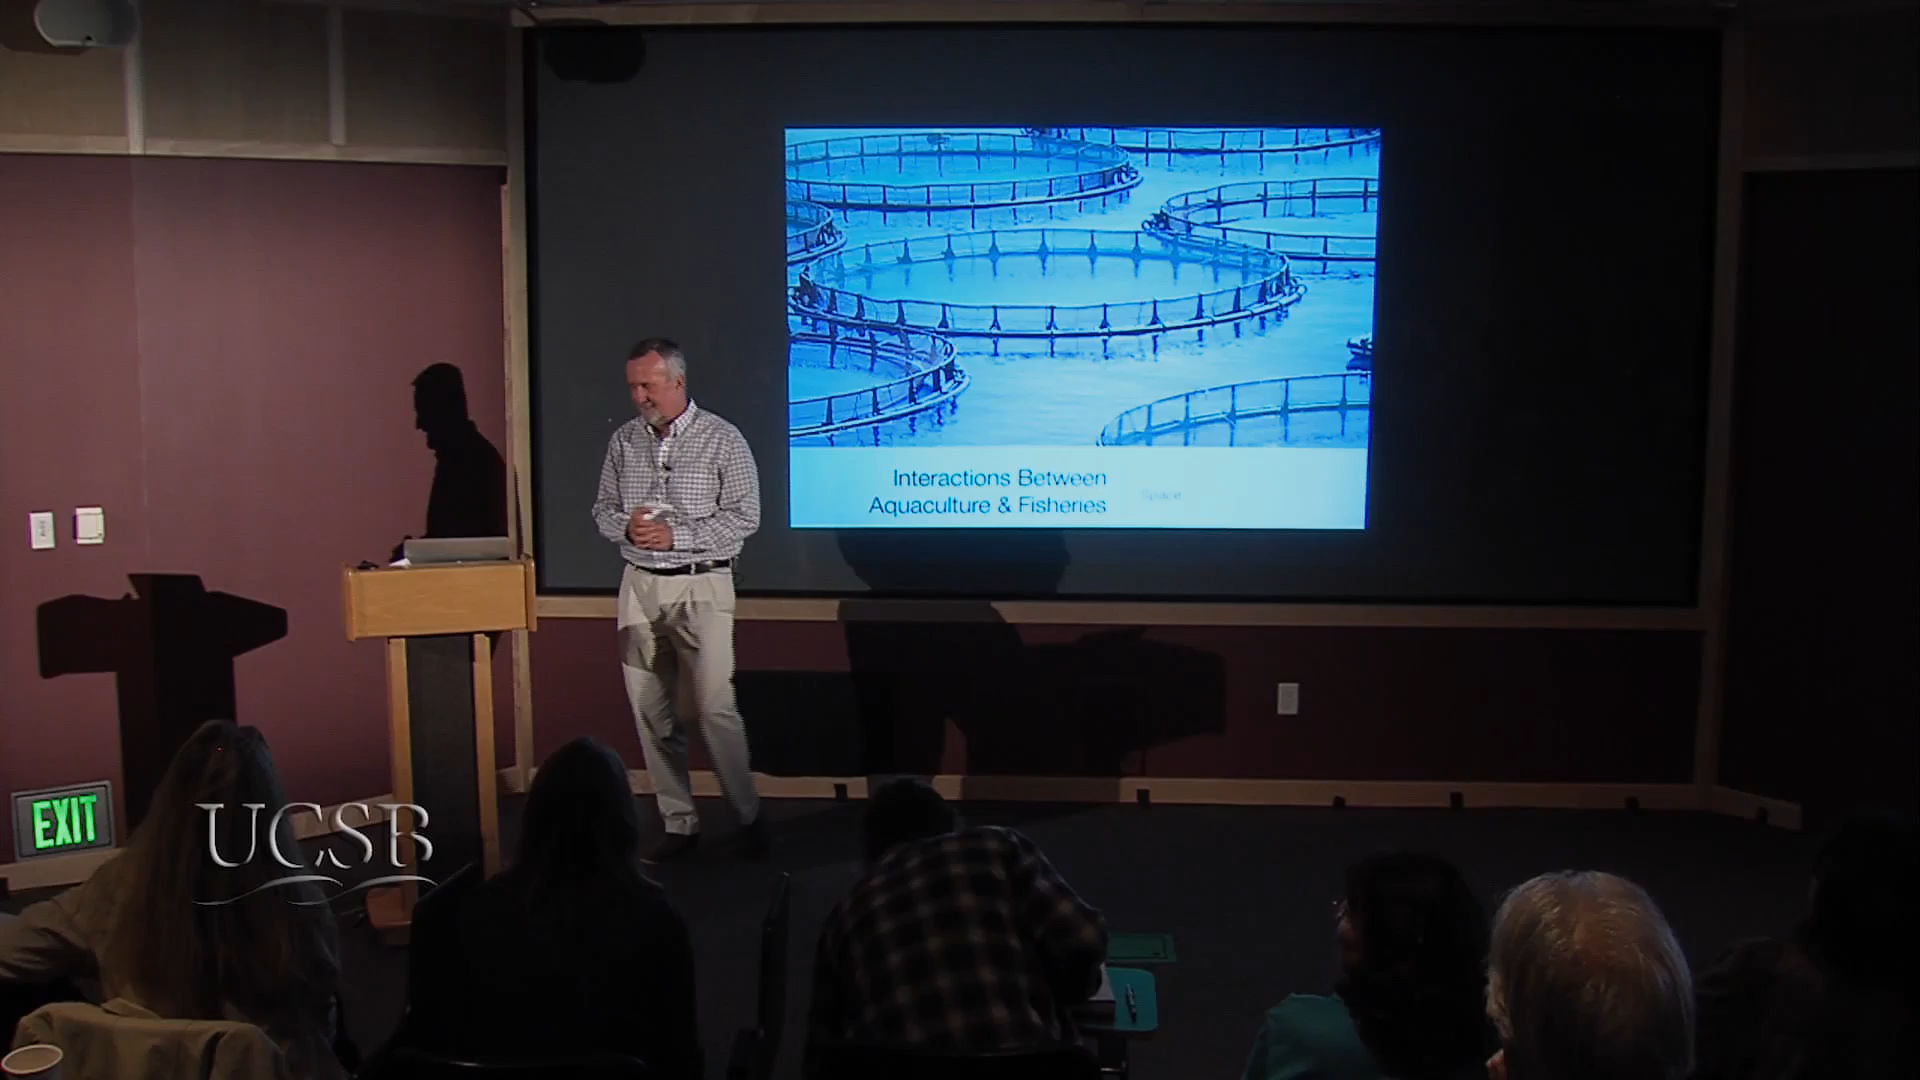 Interactions Between
Aquaculture & Fisheries
Space
EXIT
UCSB